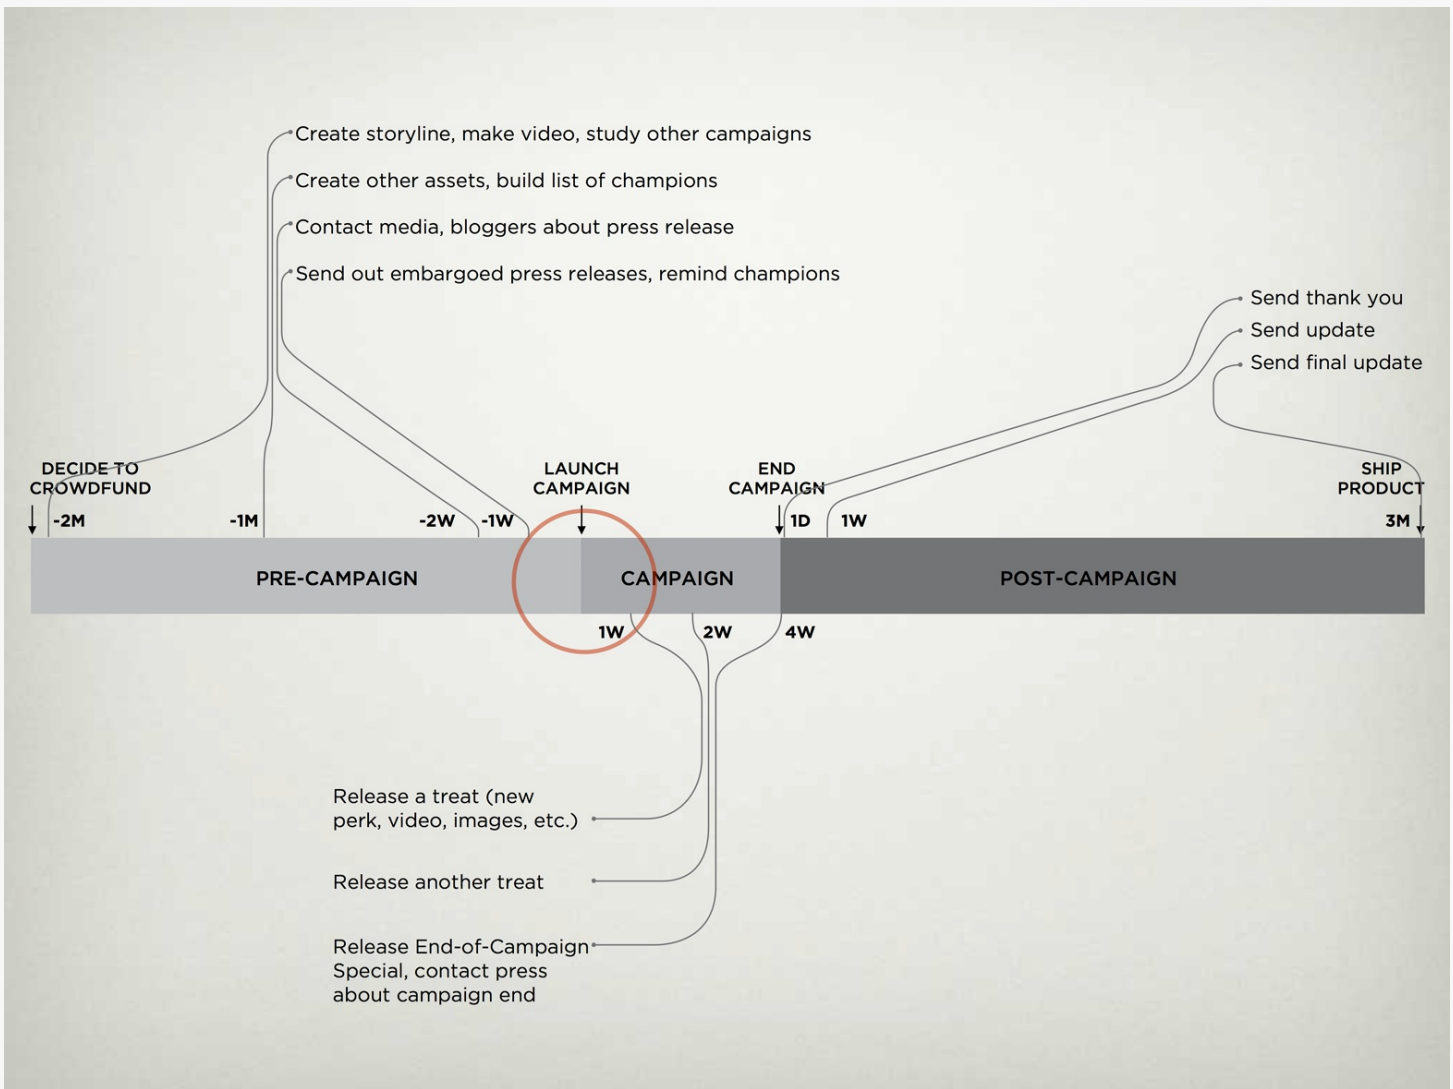 Create storyline, make video, study other campaigns
Create other assets, build list of champions
Contact media, bloggers about press release
Send out embargoed press releases, remind champions
Send thank you
Send update
Send final update
DECIDE TO
CROWDFUND
LAUNCH
CAMPAIGN
END
CAMPAIGN
SHIP
PRODUCT
-2M
-1M
-2W
-1W
1D
1W
3M
PRE-CAMPAIGN
CAMPAIGN
POST-CAMPAIGN
1W
2W
4W
Release a treat (new
perk, video, images, etc.)
Release another treat
Release End-of-Campaign
Special, contact press
about campaign end